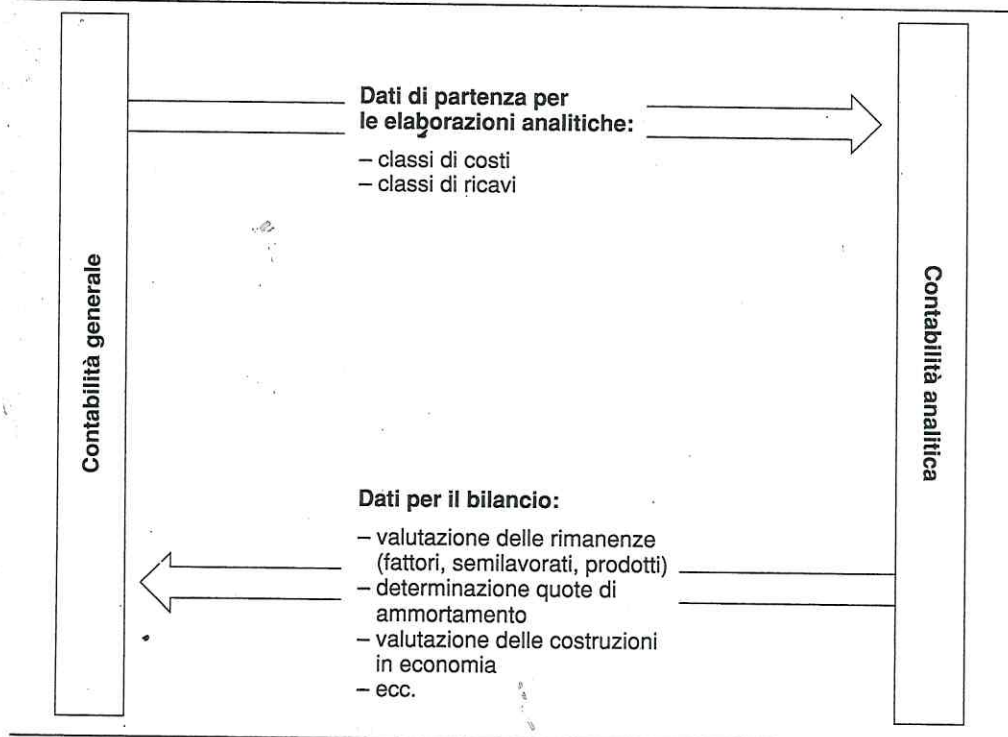 Contabilità generale
Dati di partenza per
le elaborazioni analitiche:
– classi di costi
– classi di ricavi
Dati per il bilancio:
– valutazione delle rimanenze
(fattori, semilavorati, prodotti)
– determinazione quote di
ammortamento
– valutazione delle costruzioni
in economia
– ecc.
Contabilità analitica